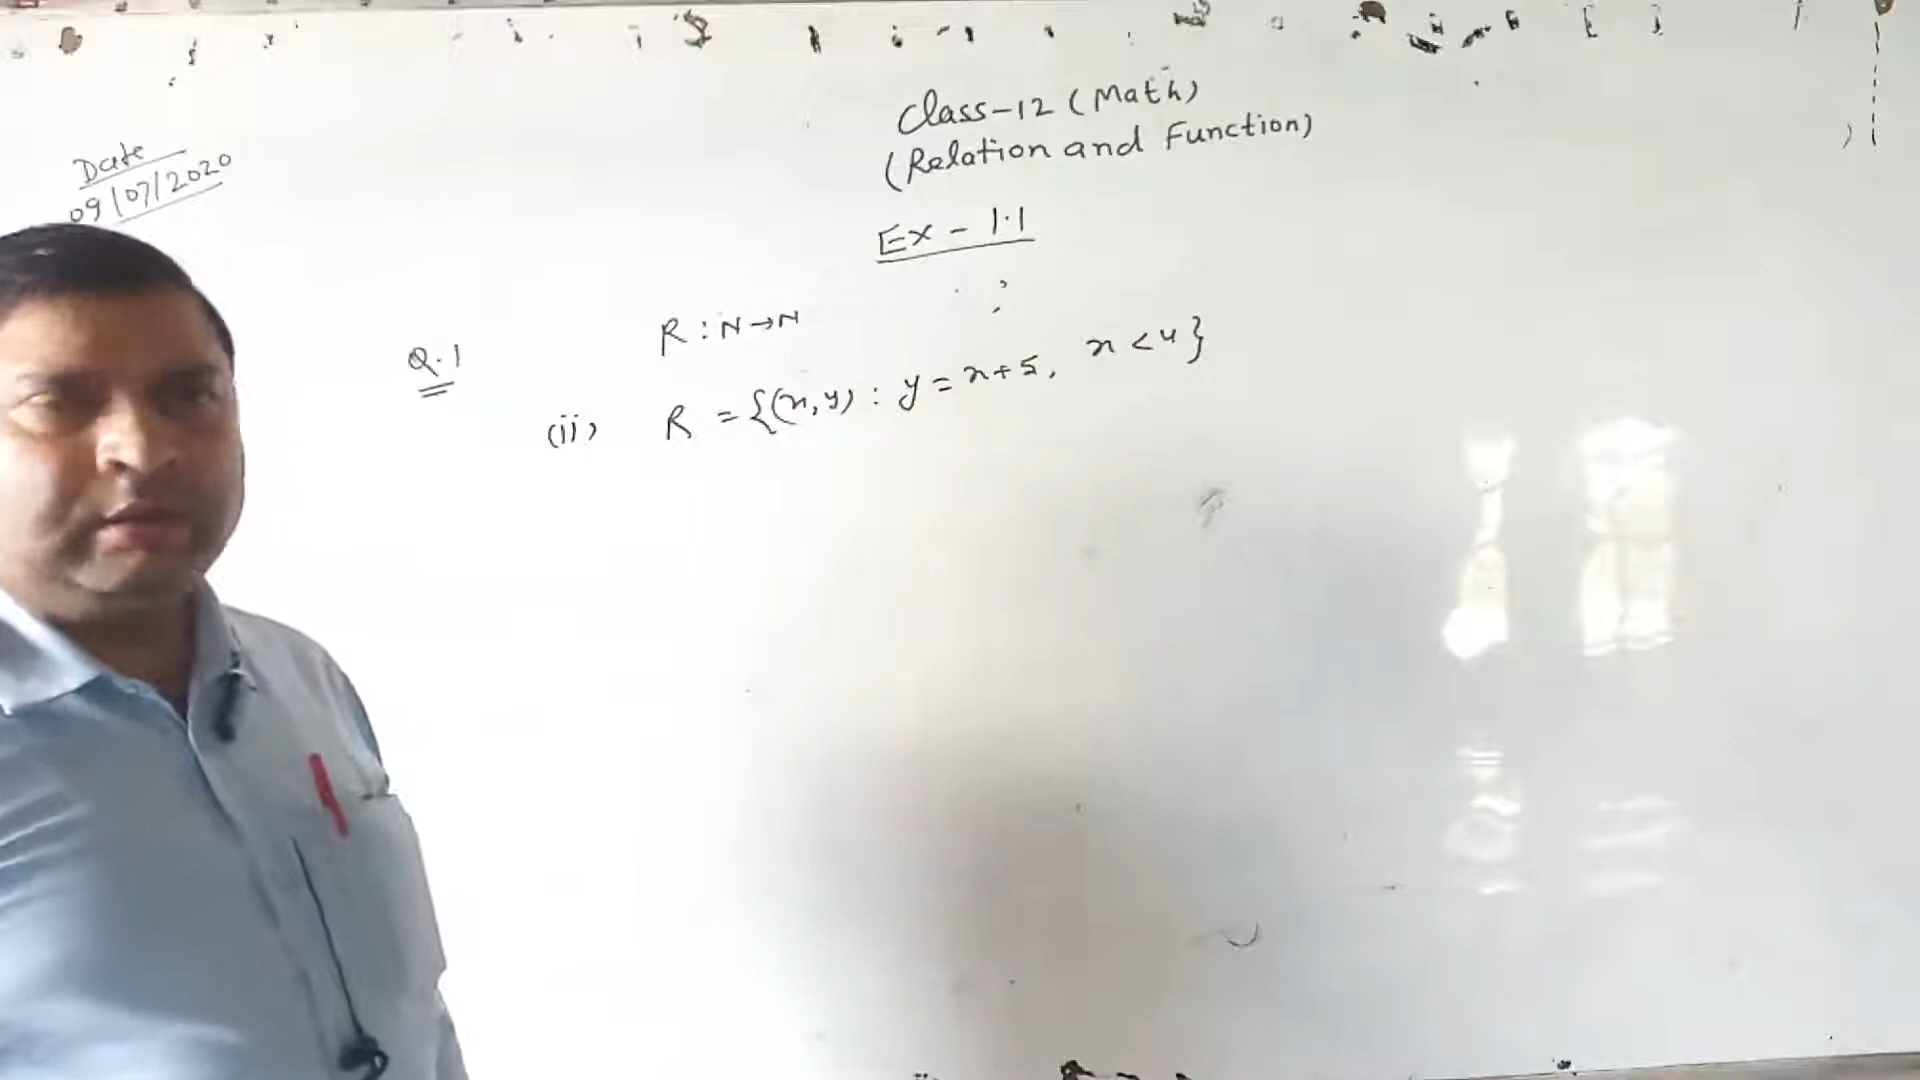 Class-12 (Math)
(Relation and Function)
Date
09/07/2020
Ex - 1.1
Q.1
R : N→N
(ii) R = {(x,y) : y = x+5, x<4}